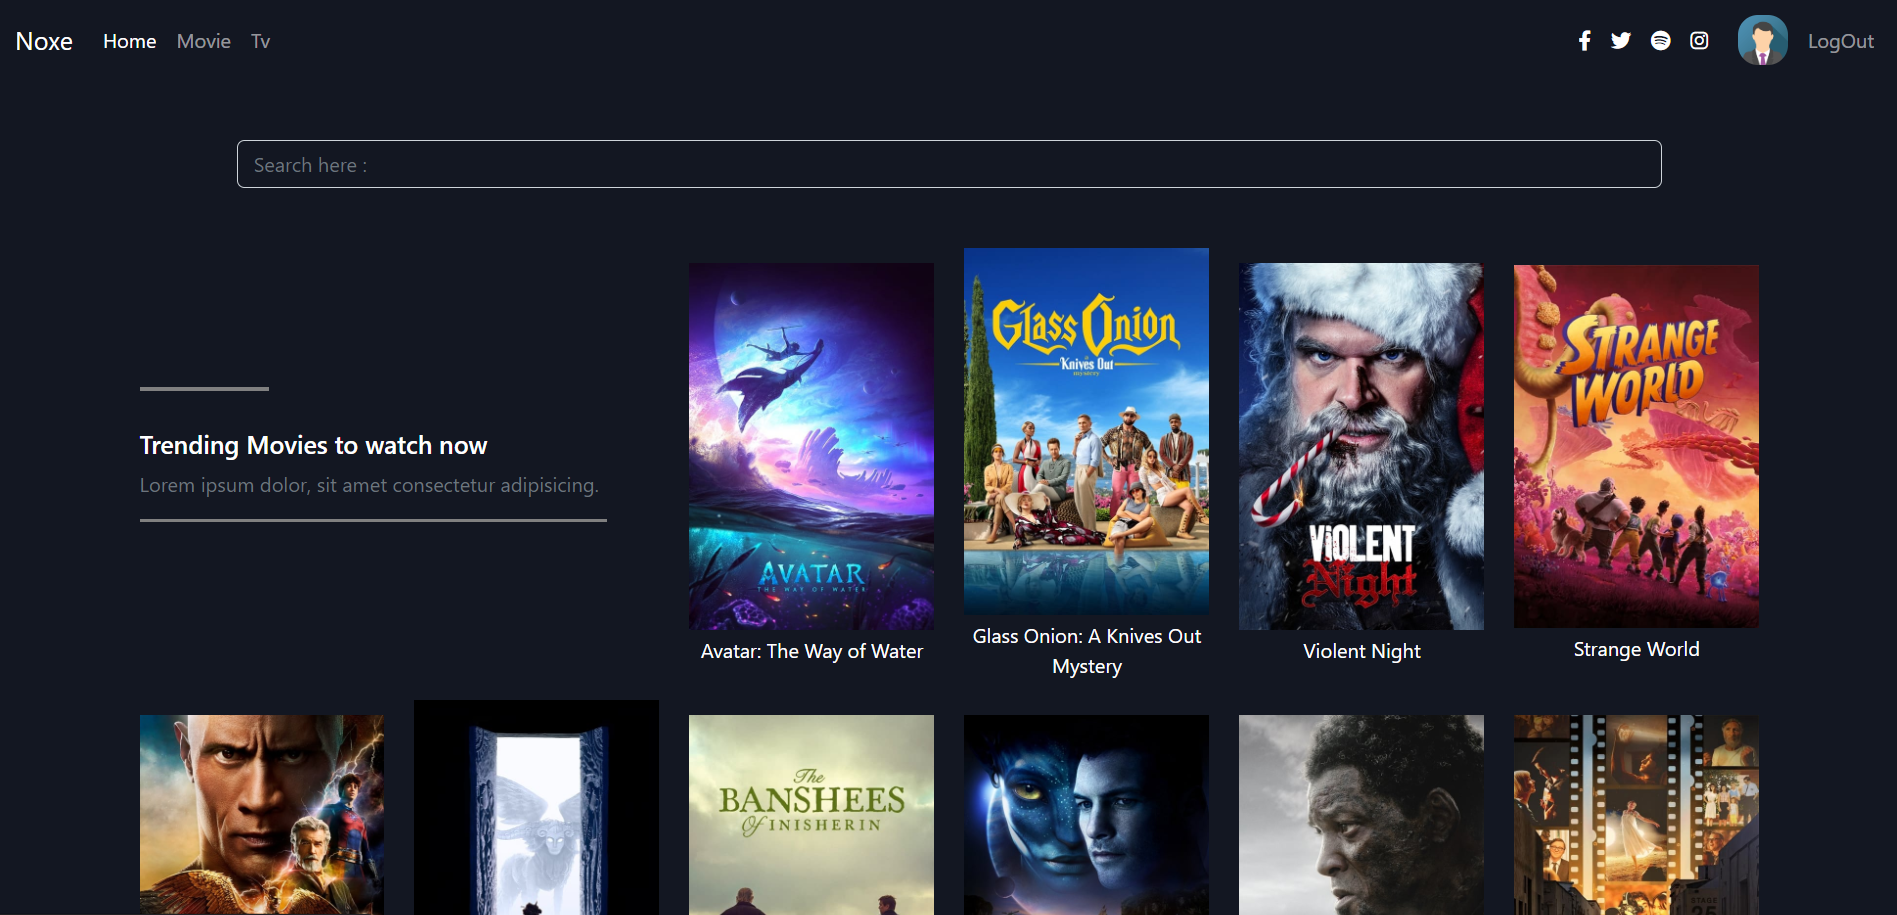 Noxe Home Movie Tv LogOut
Search here :
Trending Movies to watch now
Lorem ipsum dolor, sit amet consectetur adipisicing.
AVATAR
THE WAY OF WATER
Avatar: The Way of Water
Glass Onion
Knives Out
Glass Onion: A Knives Out
Mystery
VIOLENT
Night
Violent Night
STRANGE
WORLD
Strange World
The
BANSHEES
Of INISHERIN
STAGE
25